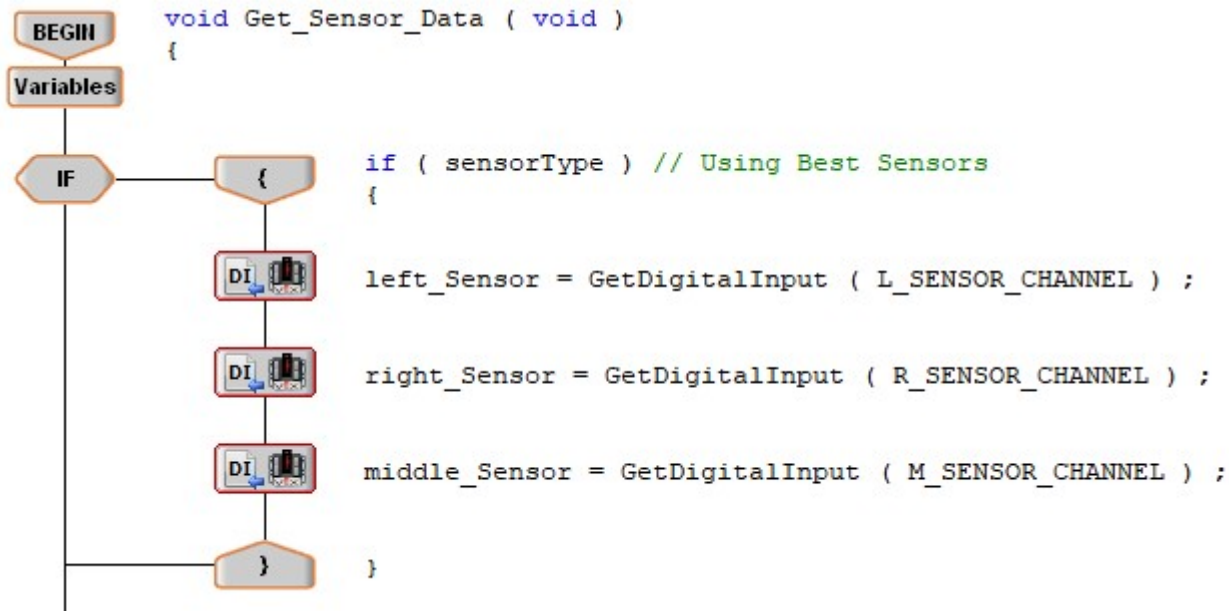 BEGIN
void Get_Sensor_Data ( void )
{
Variables
IF
{
if ( sensorType ) // Using Best Sensors
{
DI
left_Sensor = GetDigitalInput ( L_SENSOR_CHANNEL ) ;
DI
right_Sensor = GetDigitalInput ( R_SENSOR_CHANNEL ) ;
DI
middle_Sensor = GetDigitalInput ( M_SENSOR_CHANNEL ) ;
}
}